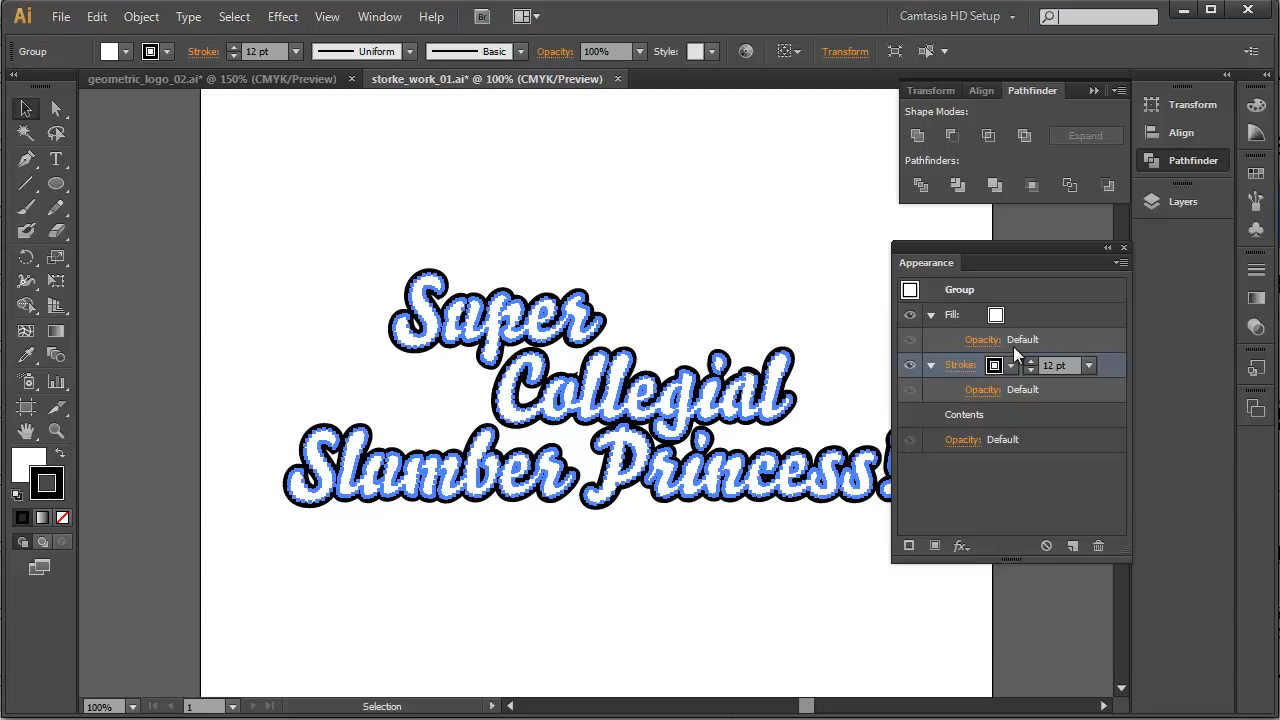 Ai File Edit Object Type Select Effect View Window Help Br Camtasia HD Setup
Group Stroke: 12 pt Uniform Basic Opacity: 100% Style: Transform
geometric_logo_02.ai* @ 150% (CMYK/Preview) × storke_work_01.ai* @ 100% (CMYK/Preview) ×
Transform Align Pathfinder
Shape Modes:
Expand
Pathfinders:
Transform
Align
Pathfinder
Layers
Appearance
Group
Fill:
Opacity: Default
Stroke: 12 pt
Opacity: Default
Contents
Opacity: Default
Super
Collegial
Slumber Princess!
100% 1 Selection